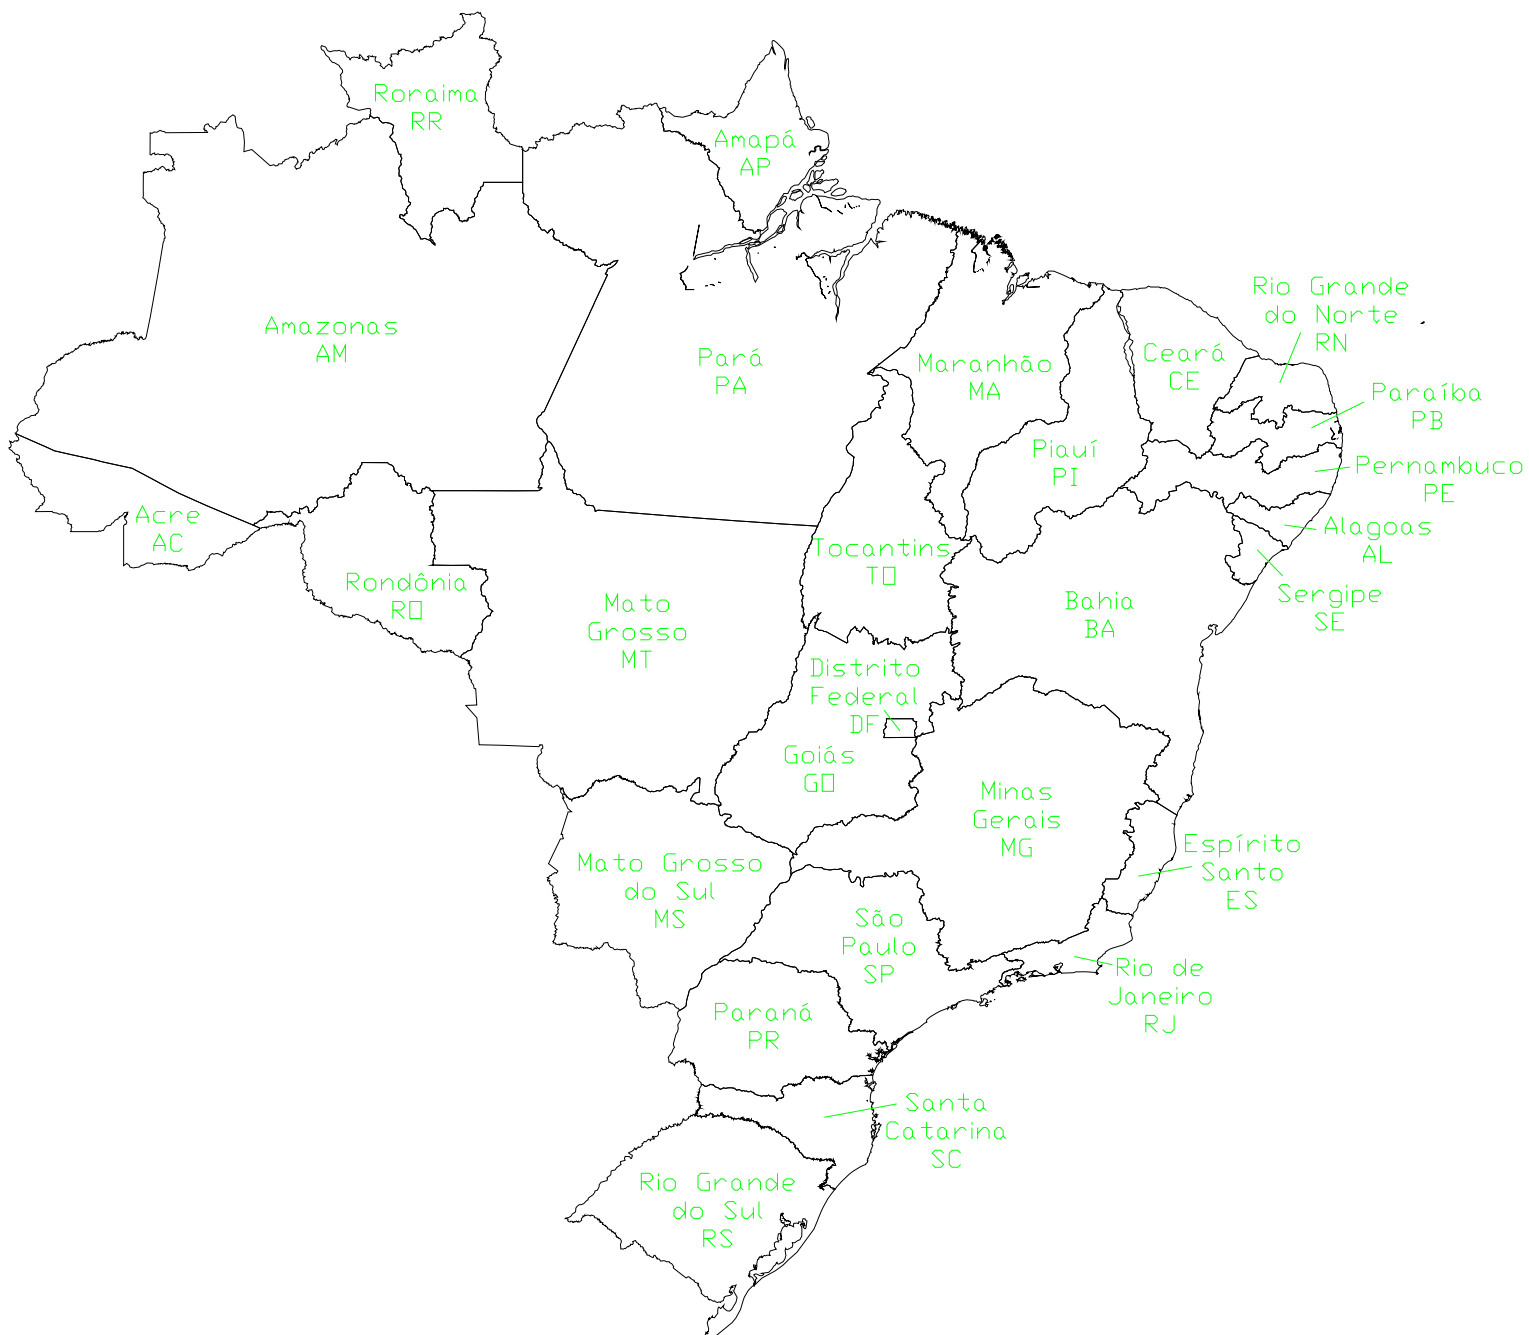 Roraima
RR
Amapá
AP
Amazonas
AM
Pará
PA
Maranhão
MA
Ceará
CE
Rio Grande
do Norte
RN
Paraíba
PB
Piauí
PI
Pernambuco
PE
Alagoas
AL
Sergipe
SE
Acre
AC
Rondônia
RO
Tocantins
TO
Mato
Grosso
MT
Bahia
BA
Distrito
Federal
DF
Goiás
GO
Minas
Gerais
MG
Espírito
Santo
ES
Mato Grosso
do Sul
MS
São
Paulo
SP
Rio de
Janeiro
RJ
Paraná
PR
Santa
Catarina
SC
Rio Grande
do Sul
RS